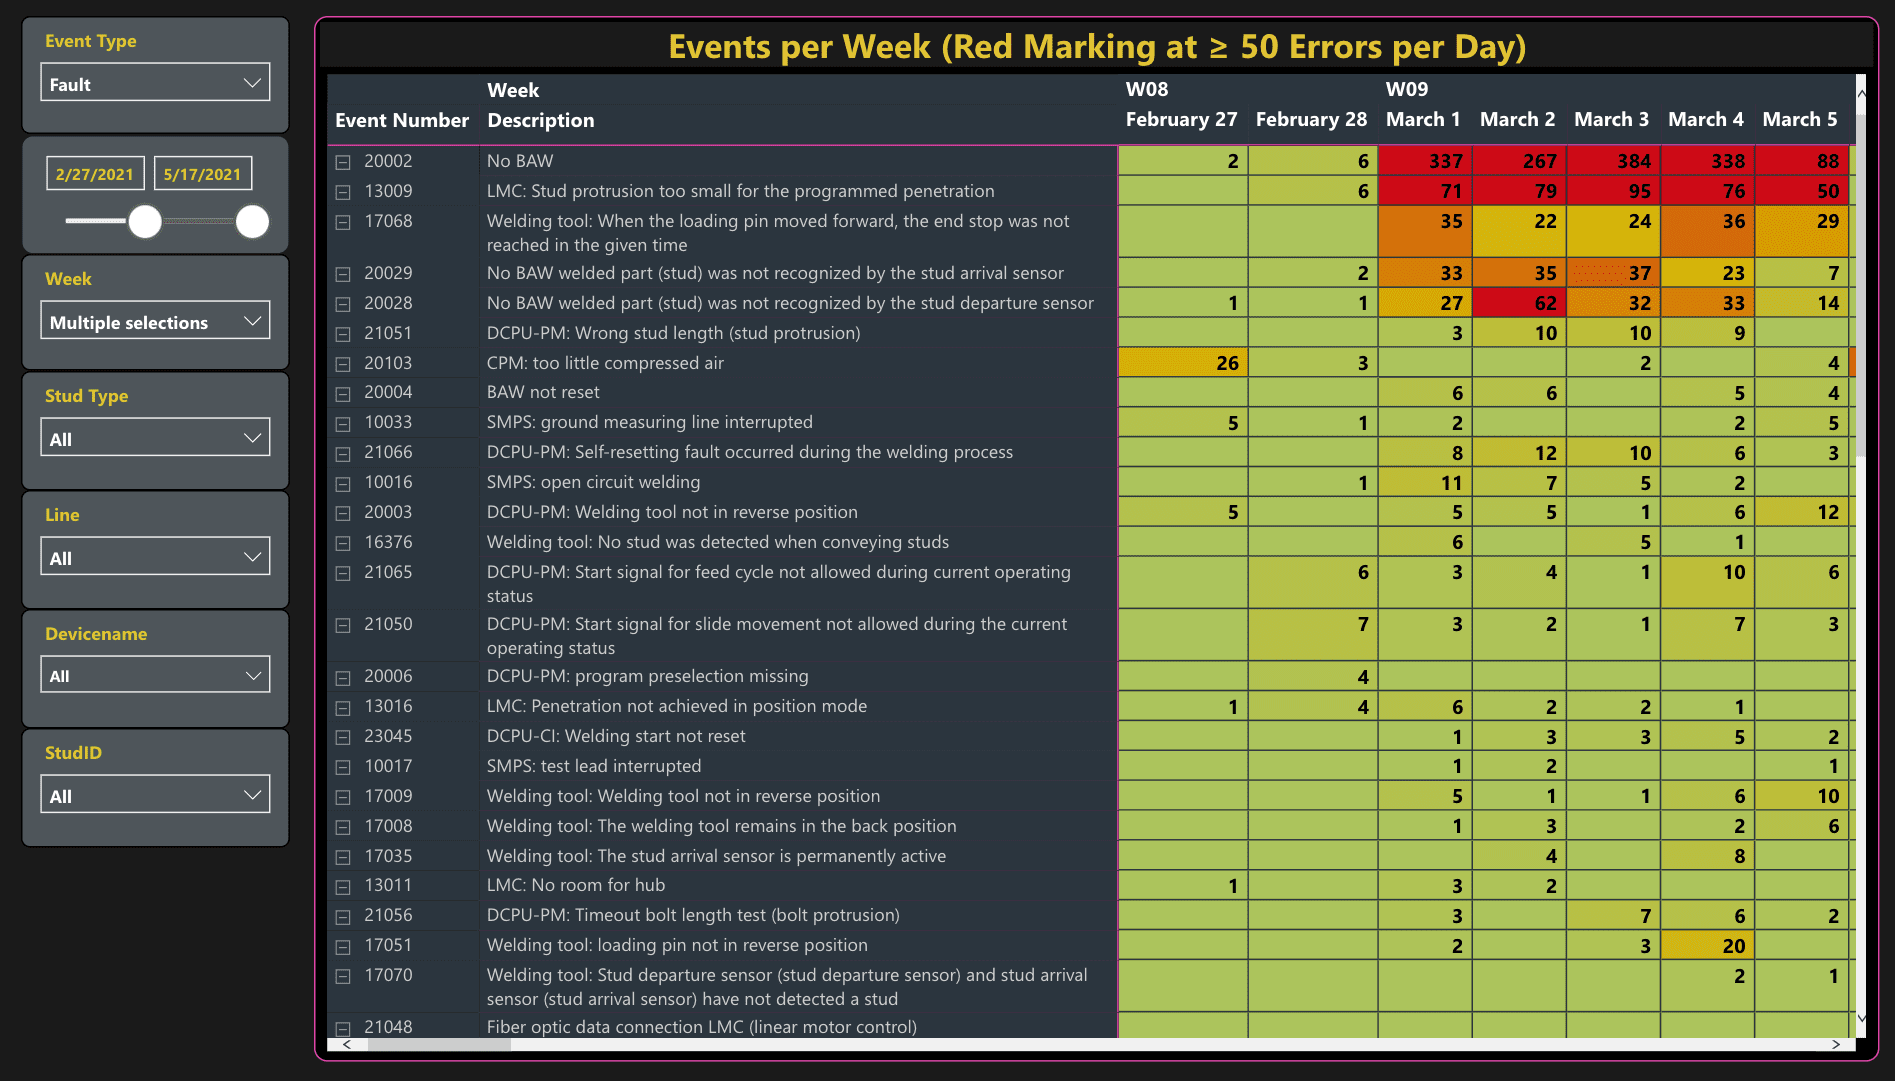 Event Type
Fault
2/27/2021 5/17/2021
Week
Multiple selections
Stud Type
All
Line
All
Devicename
All
StudID
All
Events per Week (Red Marking at ≥ 50 Errors per Day)
Week W08 W09
Event Number Description February 27 February 28 March 1 March 2 March 3 March 4 March 5
20002 No BAW 2 6 337 267 384 338 88
13009 LMC: Stud protrusion too small for the programmed penetration 6 71 79 95 76 50
17068 Welding tool: When the loading pin moved forward, the end stop was not 35 22 24 36 29
reached in the given time
20029 No BAW welded part (stud) was not recognized by the stud arrival sensor 2 33 35 37 23 7
20028 No BAW welded part (stud) was not recognized by the stud departure sensor 1 1 27 62 32 33 14
21051 DCPU-PM: Wrong stud length (stud protrusion) 3 10 10 9
20103 CPM: too little compressed air 26 3 2 4
20004 BAW not reset 6 6 5 4
10033 SMPS: ground measuring line interrupted 5 1 2 2 5
21066 DCPU-PM: Self-resetting fault occurred during the welding process 8 12 10 6 3
10016 SMPS: open circuit welding 1 11 7 5 2
20003 DCPU-PM: Welding tool not in reverse position 5 5 5 1 6 12
16376 Welding tool: No stud was detected when conveying studs 6 5 1
21065 DCPU-PM: Start signal for feed cycle not allowed during current operating 6 3 4 1 10 6
status
21050 DCPU-PM: Start signal for slide movement not allowed during the current 7 3 2 1 7 3
operating status
20006 DCPU-PM: program preselection missing 4
13016 LMC: Penetration not achieved in position mode 1 4 6 2 2 1
23045 DCPU-CI: Welding start not reset 1 3 3 5 2
10017 SMPS: test lead interrupted 1 2 1
17009 Welding tool: Welding tool not in reverse position 5 1 1 6 10
17008 Welding tool: The welding tool remains in the back position 1 3 2 6
17035 Welding tool: The stud arrival sensor is permanently active 4 8
13011 LMC: No room for hub 1 3 2
21056 DCPU-PM: Timeout bolt length test (bolt protrusion) 3 7 6 2
17051 Welding tool: loading pin not in reverse position 2 3 20
17070 Welding tool: Stud departure sensor (stud departure sensor) and stud arrival 2 1
sensor (stud arrival sensor) have not detected a stud
21048 Fiber optic data connection LMC (linear motor control)